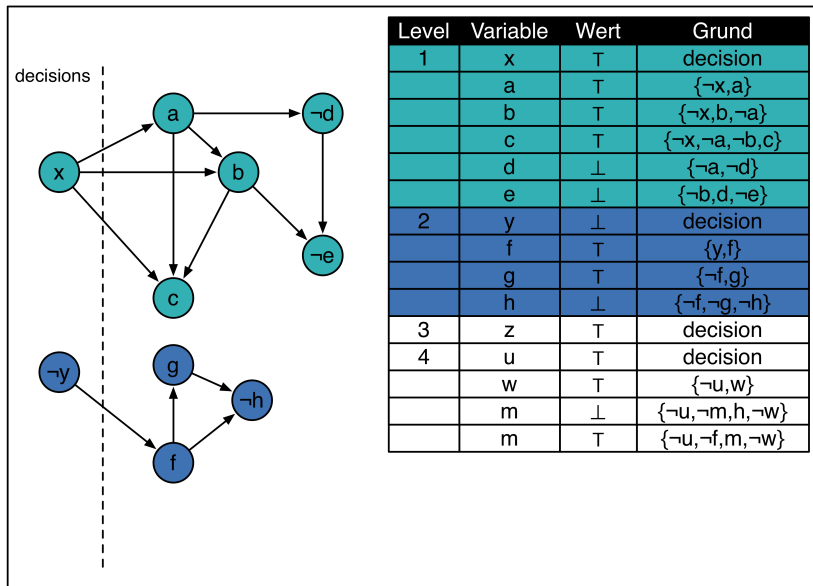 decisions
a
¬d
x
b
¬e
c
¬y
g
¬h
f
Level Variable Wert Grund
1 x ⊤ decision
a ⊤ {¬x,a}
b ⊤ {¬x,b,¬a}
c ⊤ {¬x,¬a,¬b,c}
d ⊥ {¬a,¬d}
e ⊥ {¬b,d,¬e}
2 y ⊥ decision
f ⊤ {y,f}
g ⊤ {¬f,g}
h ⊥ {¬f,¬g,¬h}
3 z ⊤ decision
4 u ⊤ decision
w ⊤ {¬u,w}
m ⊥ {¬u,¬m,h,¬w}
m ⊤ {¬u,¬f,m,¬w}